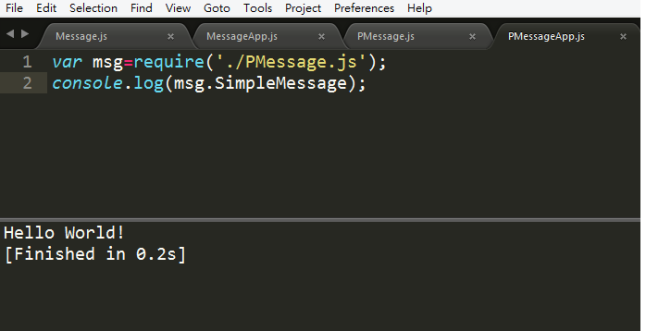 File Edit Selection Find View Goto Tools Project Preferences Help
Message.js × MessageApp.js × PMessage.js × PMessageApp.js ×
1 var msg=require('./PMessage.js');
2 console.log(msg.SimpleMessage);
Hello World!
[Finished in 0.2s]